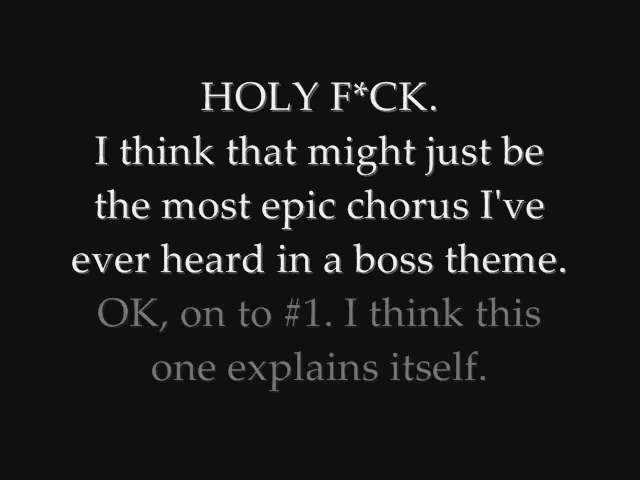 HOLY F*CK.
I think that might just be
the most epic chorus I've
ever heard in a boss theme.
OK, on to #1. I think this
one explains itself.